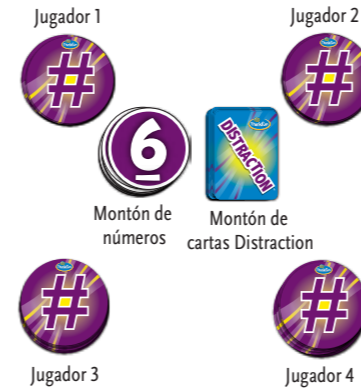 Jugador 1
Jugador 2
#
#
6
DISTRACTION
Montón de
números
Montón de
cartas Distraction
#
#
Jugador 3
Jugador 4